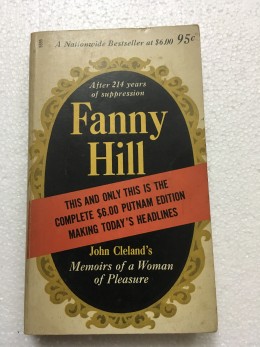 A Nationwide Bestseller at $6.00 95¢
After 214 years
of suppression
Fanny
Hill
THIS AND ONLY THIS IS THE
COMPLETE $6.00 PUTNAM EDITION
MAKING TODAY'S HEADLINES
John Cleland's
Memoirs of a Woman
of Pleasure